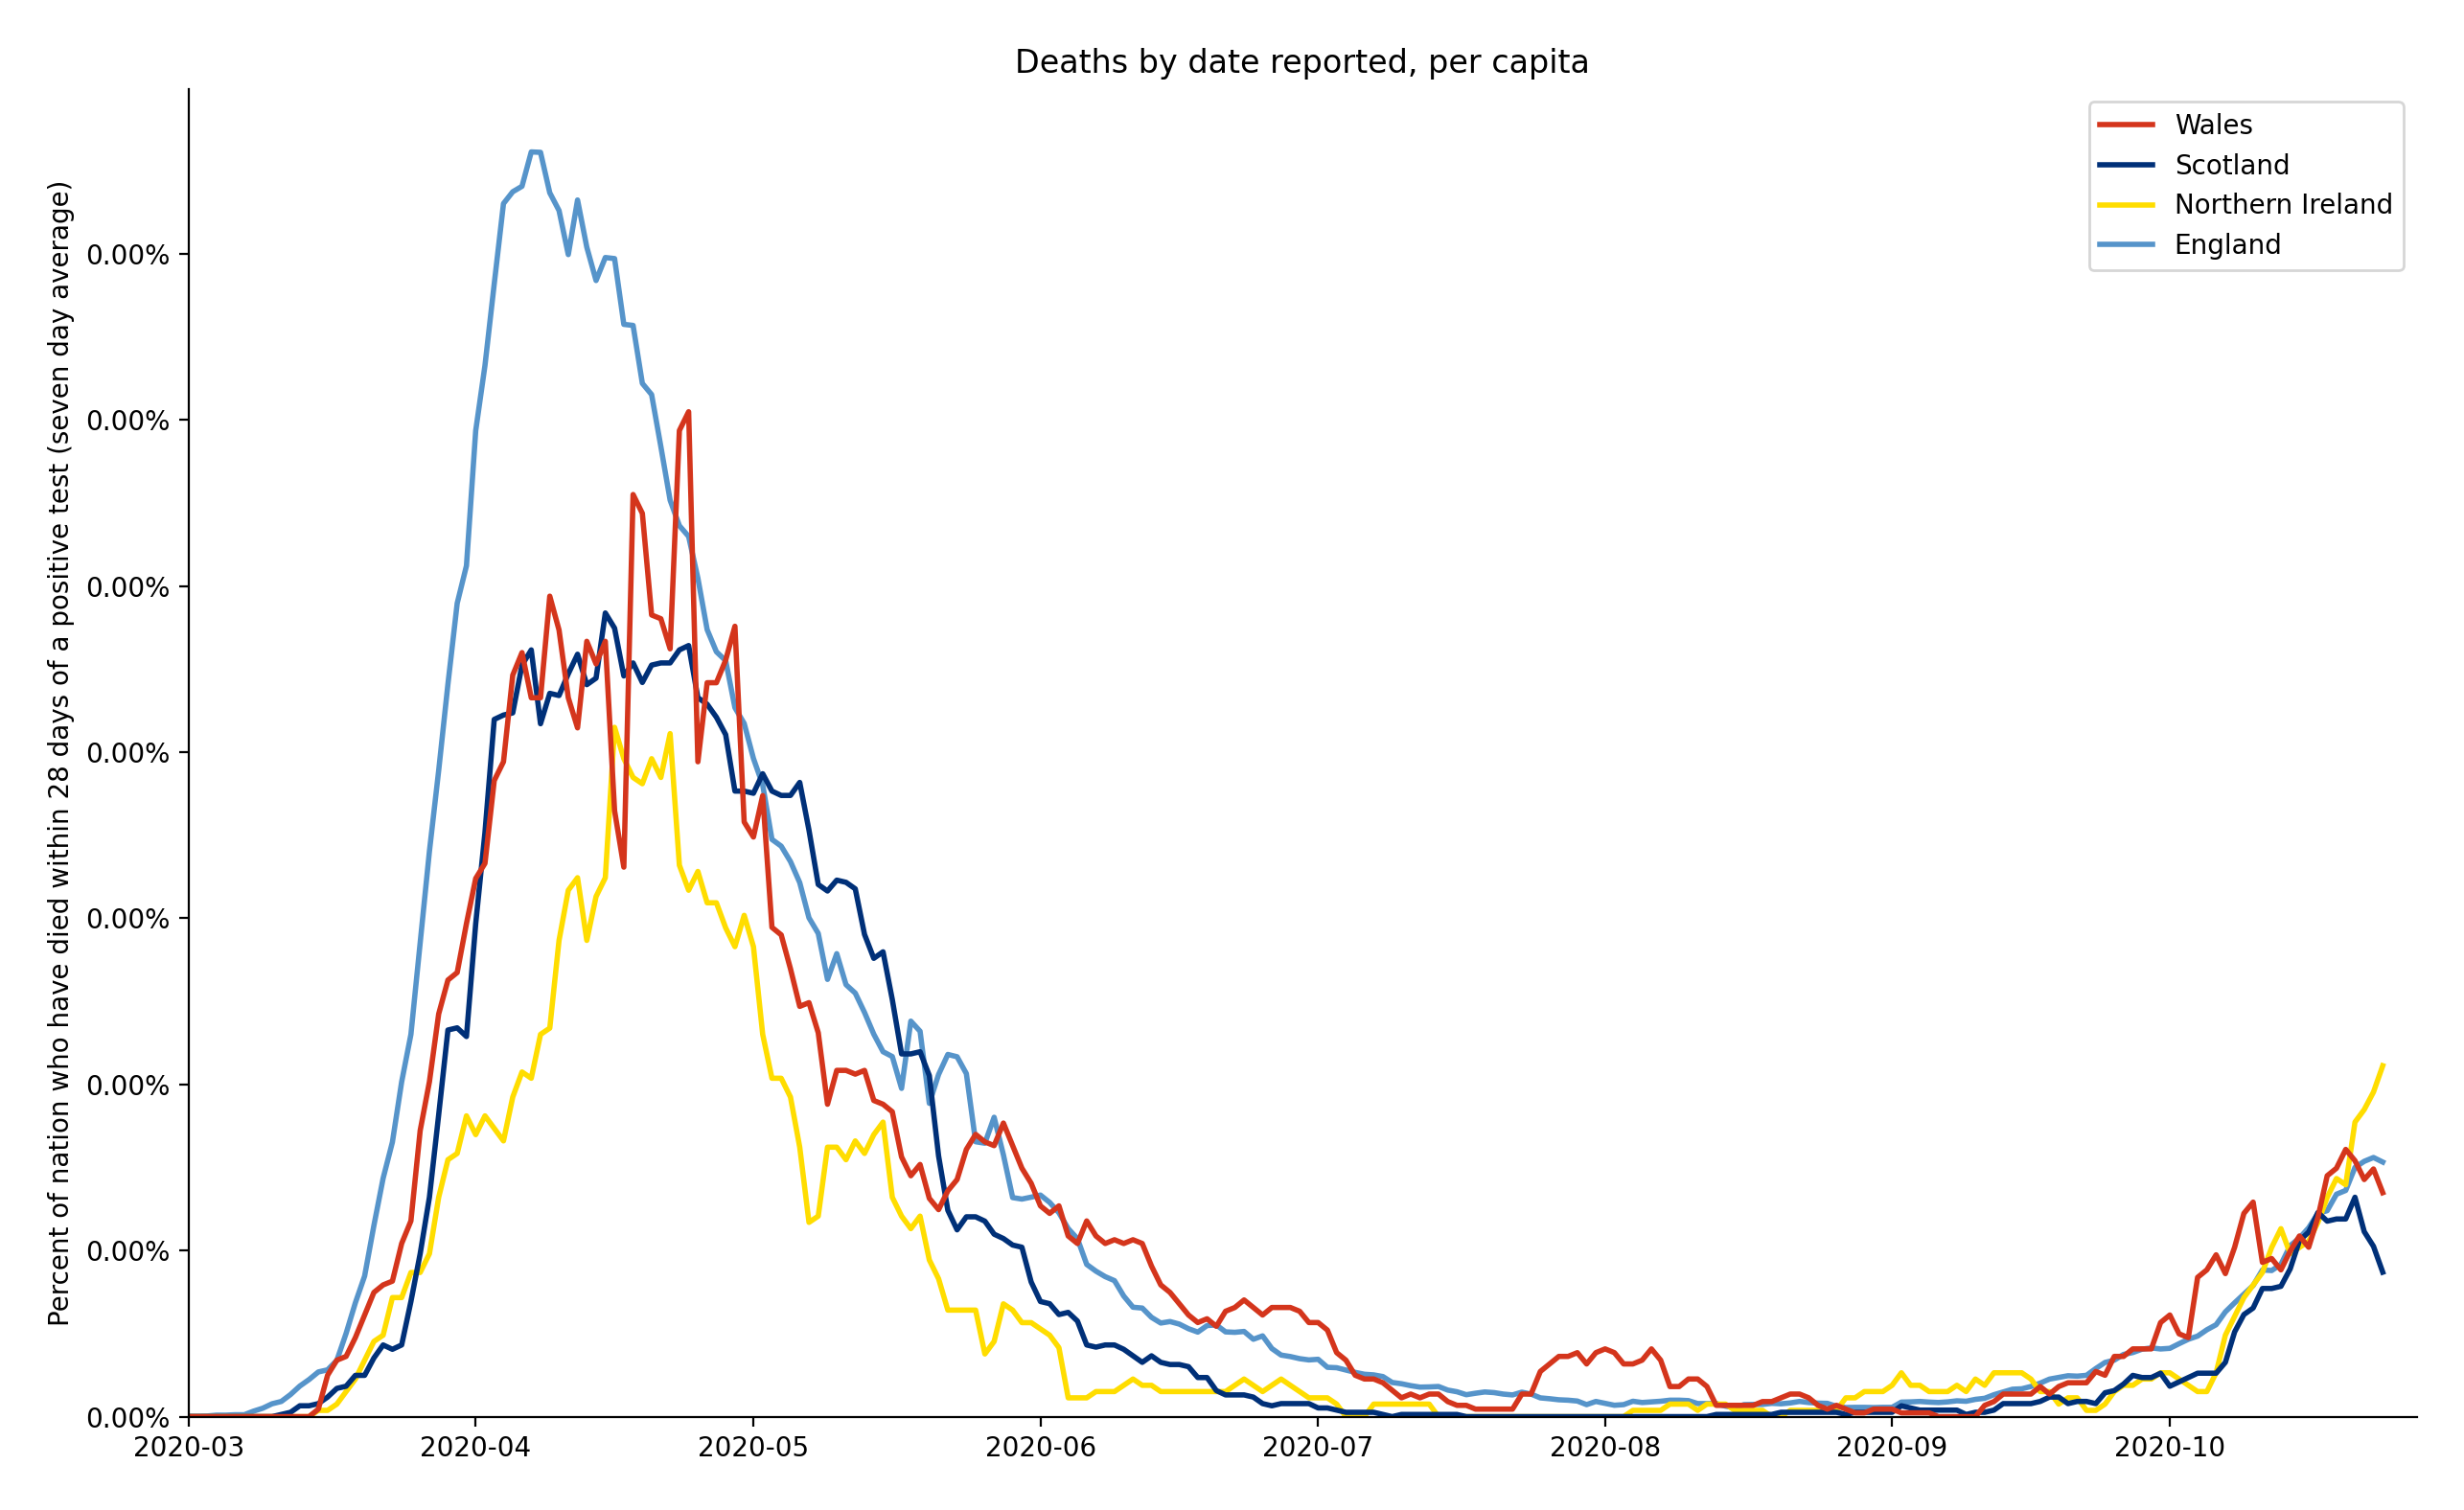 Deaths by date reported, per capita
Wales
Scotland
Northern Ireland
England
Percent of nation who have died within 28 days of a positive test (seven day average)
0.00%
0.00%
0.00%
0.00%
0.00%
0.00%
0.00%
0.00%
2020-03
2020-04
2020-05
2020-06
2020-07
2020-08
2020-09
2020-10